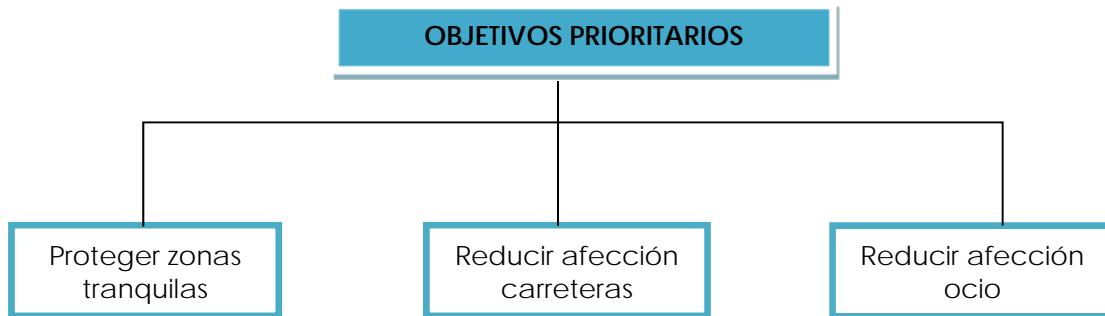 OBJETIVOS PRIORITARIOS
Proteger zonas
tranquilas
Reducir afección
carreteras
Reducir afección
ocio